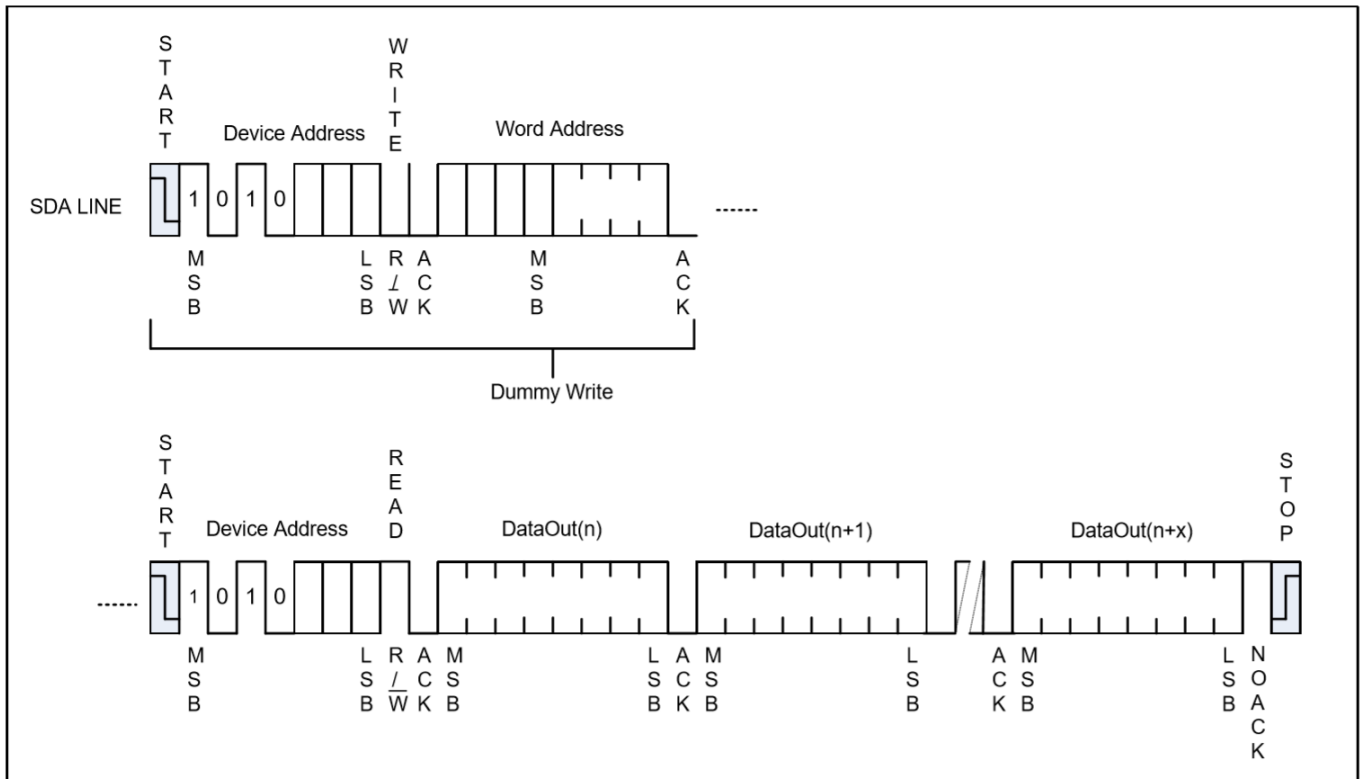 START
WRITE
Device Address
Word Address
SDA LINE
1 0 1 0
......
MSB
LSB
R/W
ACK
MSB
ACK
Dummy Write
START
READ
STOP
Device Address
DataOut(n)
DataOut(n+1)
DataOut(n+x)
......
1 0 1 0
MSB
LSB
R/W
ACK
MSB
LSB
ACK
MSB
LSB
ACK
MSB
LSB
NOACK